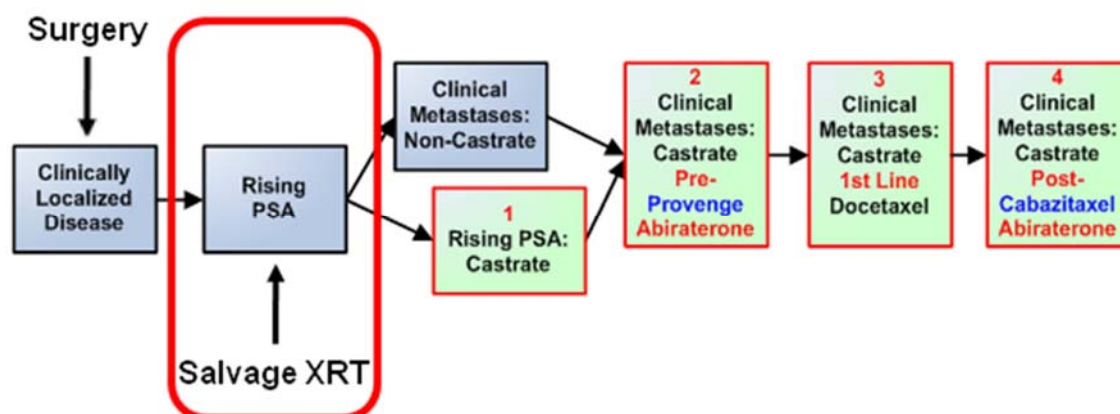 Surgery
Clinically
Localized
Disease
Rising
PSA
Salvage XRT
Clinical
Metastases:
Non-Castrate
1
Rising PSA:
Castrate
2
Clinical
Metastases:
Castrate
Pre-
Provenge
Abiraterone
3
Clinical
Metastases:
Castrate
1st Line
Docetaxel
4
Clinical
Metastases:
Castrate
Post-
Cabazitaxel
Abiraterone